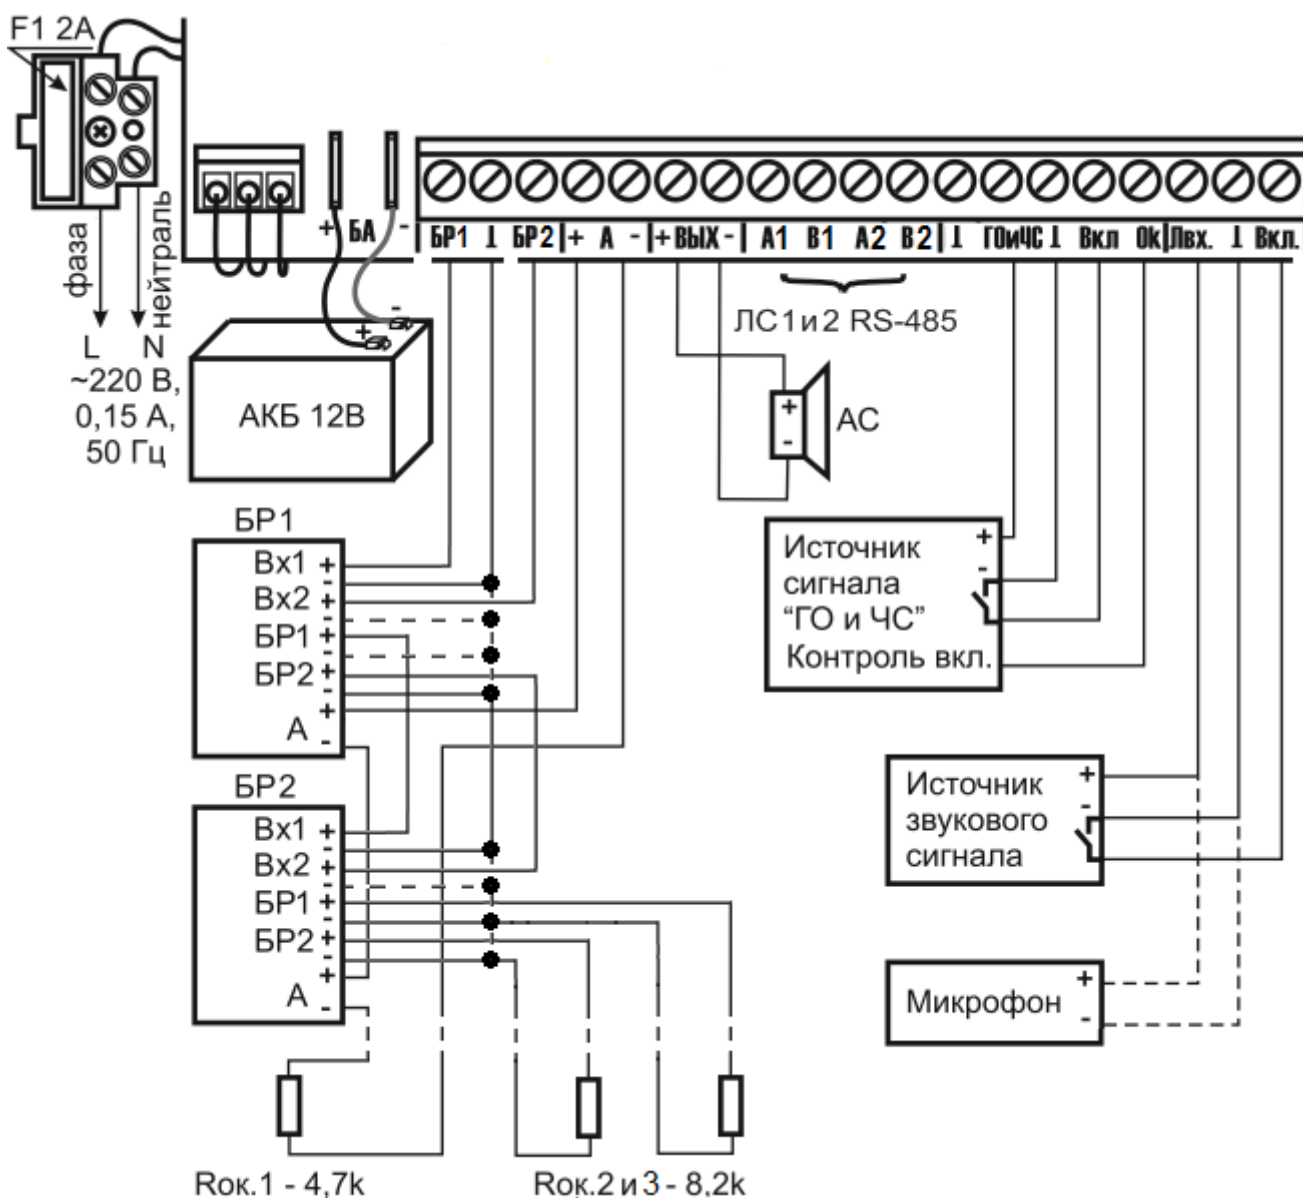 F1 2A
+ БА -
БР1 ⊥ БР2 + А - + ВЫХ - А1 В1 А2 В2 ⊥ ГОиЧС ⊥ Вкл Ok Лвх. ⊥ Вкл.
фаза
нейтраль
L N
~220 В,
0,15 А,
50 Гц
+ -
АКБ 12В
ЛС1и2 RS-485
+
-
АС
БР1
Вх1 +
-
Вх2 +
-
БР1 +
-
БР2 +
-
+
А -
БР2
Вх1 +
-
Вх2 +
-
БР1 +
-
БР2 +
-
+
А -
Источник +
сигнала -
“ГО и ЧС”
Контроль вкл.
Источник +
звукового -
сигнала
Микрофон +
-
Rок.1 - 4,7k
Rок.2 и 3 - 8,2k